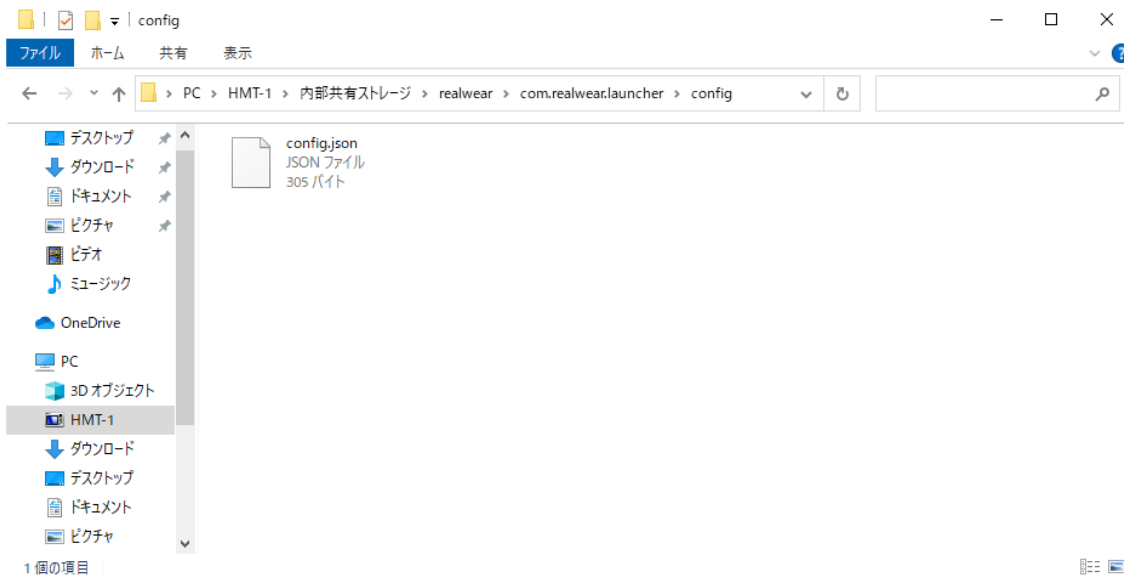 config
ファイル ホーム 共有 表示
PC HMT-1 内部共有ストレージ realwear com.realwear.launcher config
デスクトップ
ダウンロード
ドキュメント
ピクチャ
ビデオ
ミュージック
OneDrive
PC
3D オブジェクト
HMT-1
ダウンロード
デスクトップ
ドキュメント
ピクチャ
config.json
JSON ファイル
305 バイト
1 個の項目